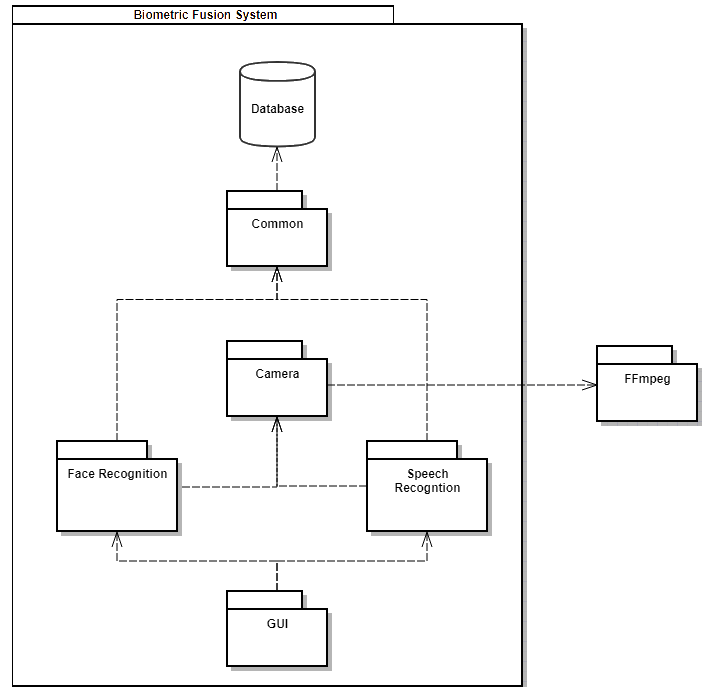 Biometric Fusion System
Database
Common
Camera
FFmpeg
Face Recognition
Speech
Recogntion
GUI